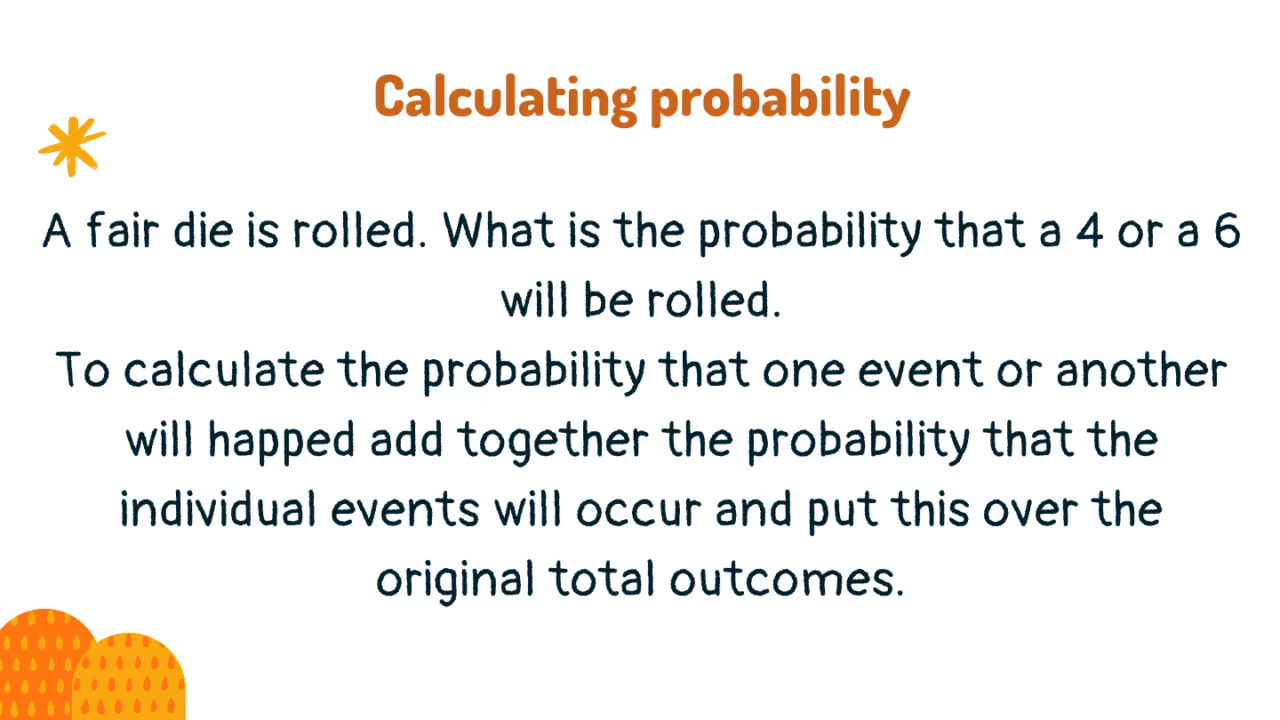 Calculating probability
A fair die is rolled. What is the probability that a 4 or a 6
will be rolled.
To calculate the probability that one event or another
will happed add together the probability that the
individual events will occur and put this over the
original total outcomes.